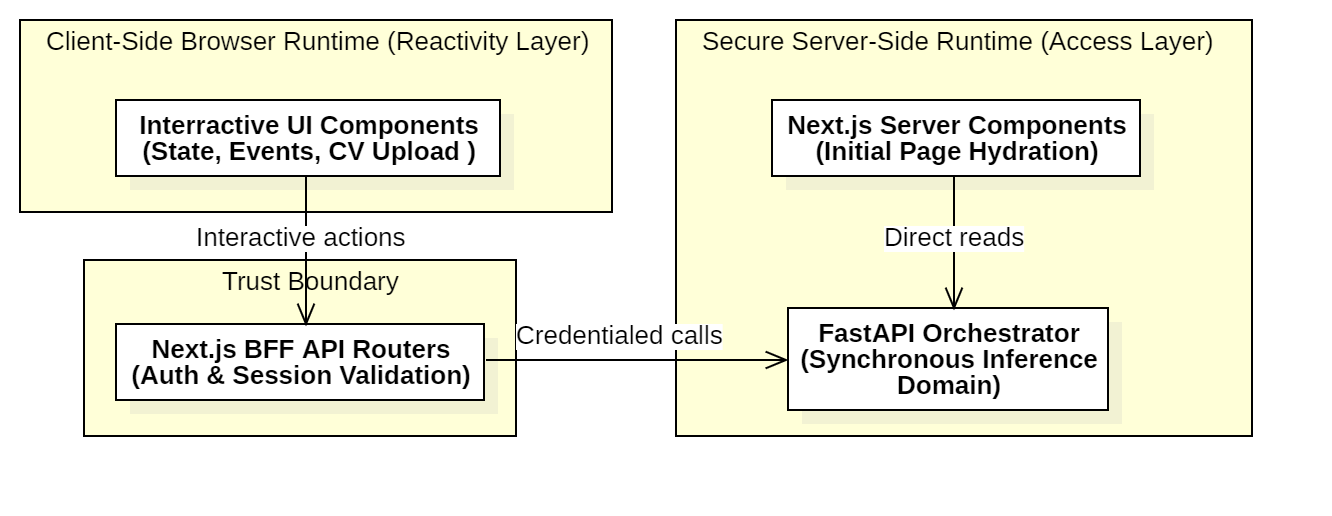 Client-Side Browser Runtime (Reactivity Layer)
Interractive UI Components
(State, Events, CV Upload )
Interactive actions
Trust Boundary
Next.js BFF API Routers
(Auth & Session Validation)
Credentialed calls
Secure Server-Side Runtime (Access Layer)
Next.js Server Components
(Initial Page Hydration)
Direct reads
FastAPI Orchestrator
(Synchronous Inference
Domain)